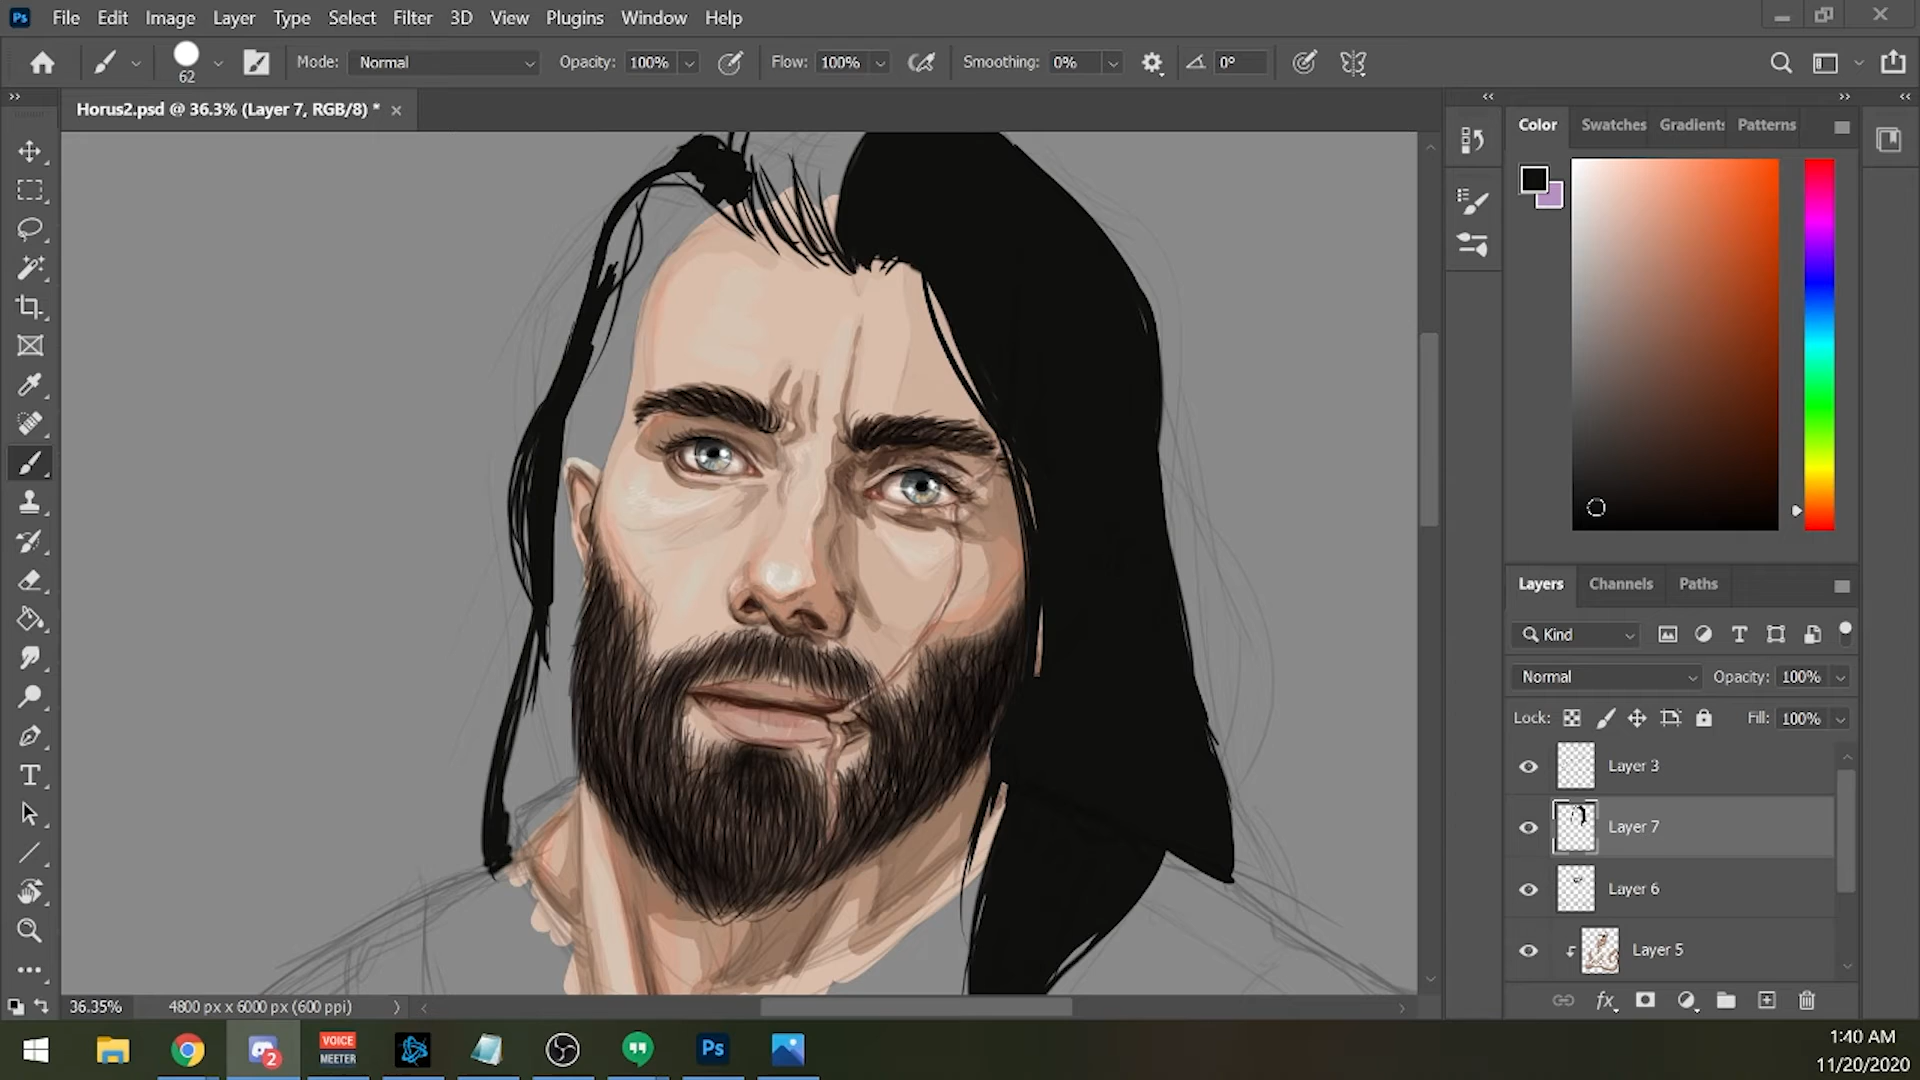 Ps File Edit Image Layer Type Select Filter 3D View Plugins Window Help
62 Mode: Normal Opacity: 100% Flow: 100% Smoothing: 0% 0°
Horus2.psd @ 36.3% (Layer 7, RGB/8) *
Color Swatches Gradients Patterns
Layers Channels Paths
Kind
Normal Opacity: 100%
Lock: Fill: 100%
Layer 3
Layer 7
Layer 6
Layer 5
fx
36.35% 4800 px x 6000 px (600 ppi)
2
VOICE
MEETER
Ps
1:40 AM
11/20/2020